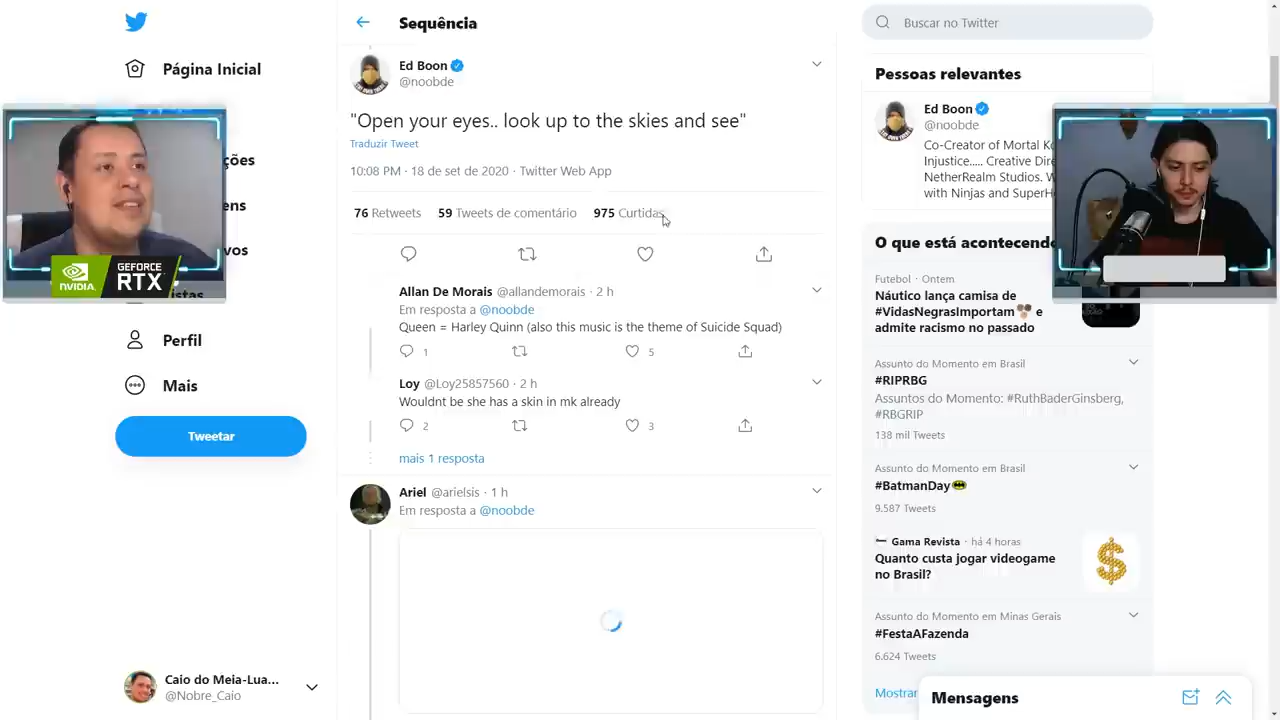 Página Inicial
ções
ens
vos
istas
Perfil
Mais
Tweetar
Caio do Meia-Lua...
@Nobre_Caio
NVIDIA
GEFORCE
RTX
Sequência
Ed Boon
@noobde
"Open your eyes.. look up to the skies and see"
Traduzir Tweet
10:08 PM · 18 de set de 2020 · Twitter Web App
76 Retweets 59 Tweets de comentário 975 Curtidas
Allan De Morais @allandemorais · 2 h
Em resposta a @noobde
Queen = Harley Quinn (also this music is the theme of Suicide Squad)
1 5
Loy @Loy25857560 · 2 h
Wouldnt be she has a skin in mk already
2 3
mais 1 resposta
Ariel @arielsis · 1 h
Em resposta a @noobde
Buscar no Twitter
Pessoas relevantes
Ed Boon
@noobde
Co-Creator of Mortal Ko
Injustice..... Creative Dire
NetherRealm Studios. W
with Ninjas and SuperH
O que está acontecendo
Futebol · Ontem
Náutico lança camisa de
#VidasNegrasImportam e
admite racismo no passado
Assunto do Momento em Brasil
#RIPRBG
Assuntos do Momento: #RuthBaderGinsberg,
#RBGRIP
138 mil Tweets
Assunto do Momento em Brasil
#BatmanDay
9.587 Tweets
Gama Revista · há 4 horas
Quanto custa jogar videogame
no Brasil?
Assunto do Momento em Minas Gerais
#FestaAFazenda
6.624 Tweets
Mostrar
Mensagens